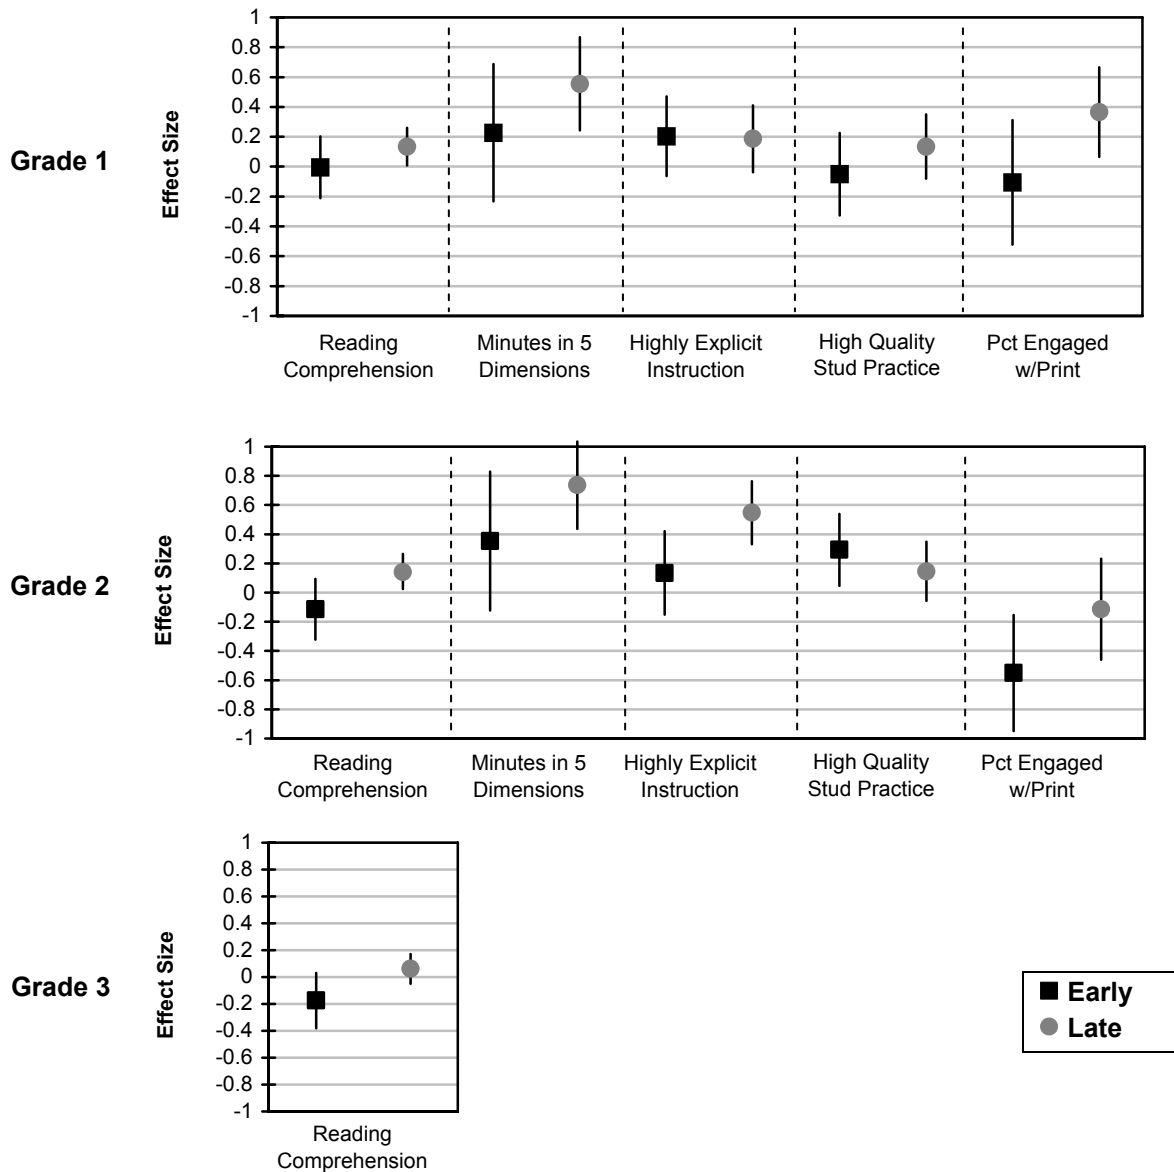 Grade 1
Effect Size
1
0.8
0.6
0.4
0.2
0
-0.2
-0.4
-0.6
-0.8
-1
Reading
Comprehension
Minutes in 5
Dimensions
Highly Explicit
Instruction
High Quality
Stud Practice
Pct Engaged
w/Print
Grade 2
Effect Size
1
0.8
0.6
0.4
0.2
0
-0.2
-0.4
-0.6
-0.8
-1
Reading
Comprehension
Minutes in 5
Dimensions
Highly Explicit
Instruction
High Quality
Stud Practice
Pct Engaged
w/Print
Grade 3
Effect Size
1
0.8
0.6
0.4
0.2
0
-0.2
-0.4
-0.6
-0.8
-1
Reading
Comprehension
Early
Late